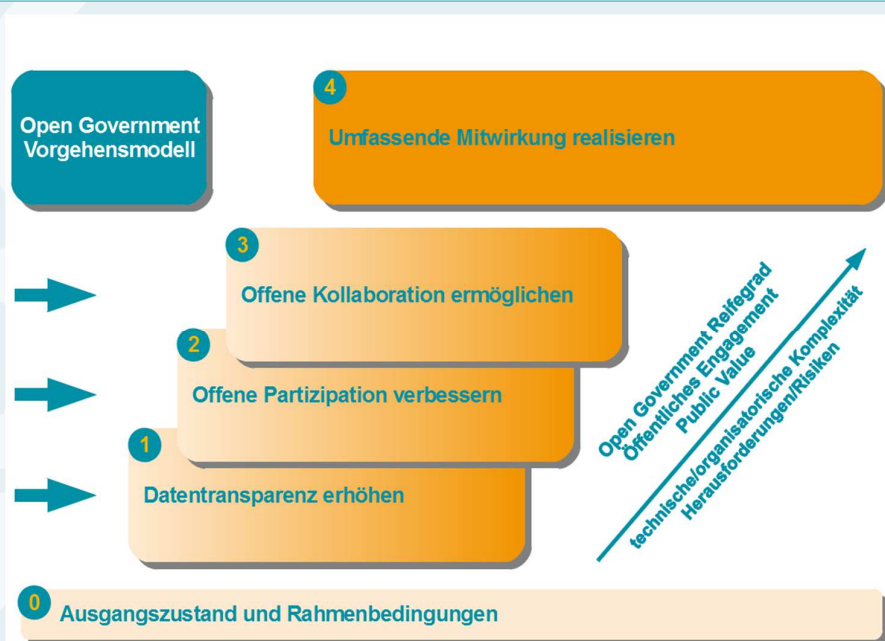 Open Government
Vorgehensmodell
4
Umfassende Mitwirkung realisieren
3
Offene Kollaboration ermöglichen
2
Offene Partizipation verbessern
1
Datentransparenz erhöhen
Open Government Reifegrad
Öffentliches Engagement
Public Value
technische/organisatorische Komplexität
Herausforderungen/Risiken
0
Ausgangszustand und Rahmenbedingungen